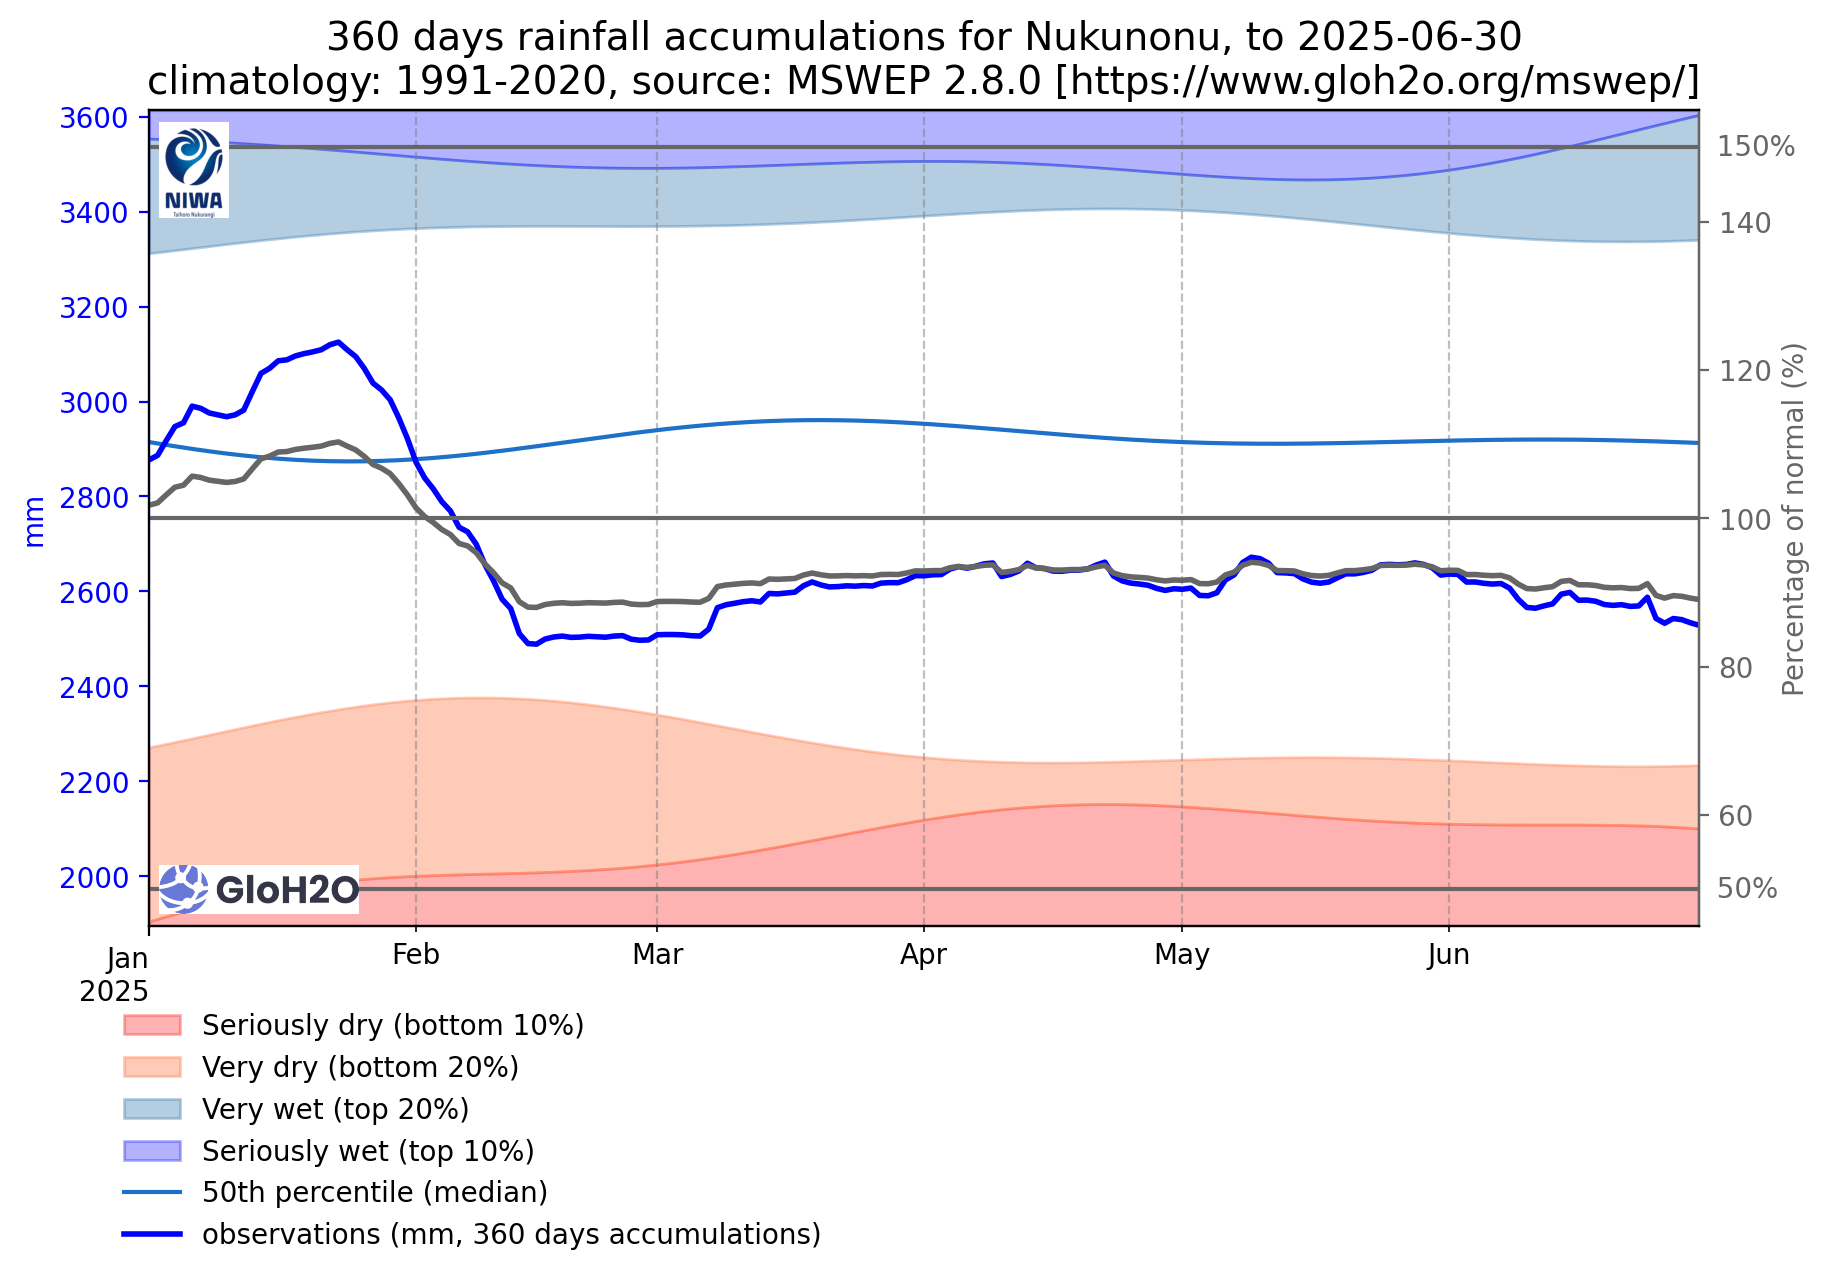 360 days rainfall accumulations for Nukunonu, to 2025-06-30
climatology: 1991-2020, source: MSWEP 2.8.0 [https://www.gloh2o.org/mswep/]
3600
3400
3200
3000
2800
2600
2400
2200
2000
mm
NIWA
Taihoro Nukurangi
GloH2O
150%
140
120
100
80
60
50%
Percentage of normal (%)
Jan
2025
Feb
Mar
Apr
May
Jun
Seriously dry (bottom 10%)
Very dry (bottom 20%)
Very wet (top 20%)
Seriously wet (top 10%)
50th percentile (median)
observations (mm, 360 days accumulations)